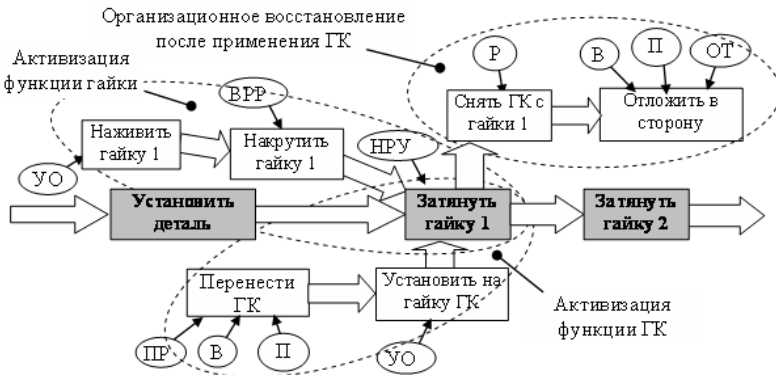 Организационное восстановление
после применения ГК
Активизация
функции гайки
Р
В
П
ОТ
ВРР
Снять ГК с
гайки 1
Отложить в
сторону
Наживить
гайку 1
Накрутить
гайку 1
НРУ
УО
Установить
деталь
Затянуть
гайку 1
Затянуть
гайку 2
Перенести
ГК
Установить на
гайку ГК
Активизация
функции ГК
ПР
В
П
УО